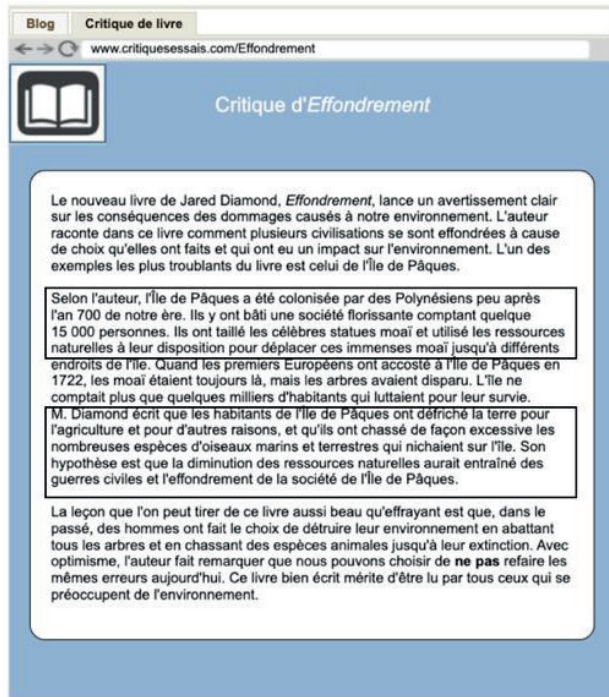 Blog
Critique de livre
www.critiquesessais.com/Effondrement
Critique d'Effondrement
Le nouveau livre de Jared Diamond, Effondrement, lance un avertissement clair
sur les conséquences des dommages causés à notre environnement. L'auteur
raconte dans ce livre comment plusieurs civilisations se sont effondrées à cause
de choix qu'elles ont faits et qui ont eu un impact sur l'environnement. L'un des
exemples les plus troublants du livre est celui de l'Île de Pâques.
Selon l'auteur, l'Île de Pâques a été colonisée par des Polynésiens peu après
l'an 700 de notre ère. Ils y ont bâti une société florissante comptant quelque
15 000 personnes. Ils ont taillé les célèbres statues moaï et utilisé les ressources
naturelles à leur disposition pour déplacer ces immenses moaï jusqu'à différents
endroits de l'île. Quand les premiers Européens ont accosté à l'Île de Pâques en
1722, les moaï étaient toujours là, mais les arbres avaient disparu. L'île ne
comptait plus que quelques milliers d'habitants qui luttaient pour leur survie.
M. Diamond écrit que les habitants de l'Île de Pâques ont défriché la terre pour
l'agriculture et pour d'autres raisons, et qu'ils ont chassé de façon excessive les
nombreuses espèces d'oiseaux marins et terrestres qui nichaient sur l'île. Son
hypothèse est que la diminution des ressources naturelles aurait entraîné des
guerres civiles et l'effondrement de la société de l'Île de Pâques.
La leçon que l'on peut tirer de ce livre aussi beau qu'effrayant est que, dans le
passé, des hommes ont fait le choix de détruire leur environnement en abattant
tous les arbres et en chassant des espèces animales jusqu'à leur extinction. Avec
optimisme, l'auteur fait remarquer que nous pouvons choisir de ne pas refaire les
mêmes erreurs aujourd'hui. Ce livre bien écrit mérite d'être lu par tous ceux qui se
préoccupent de l'environnement.